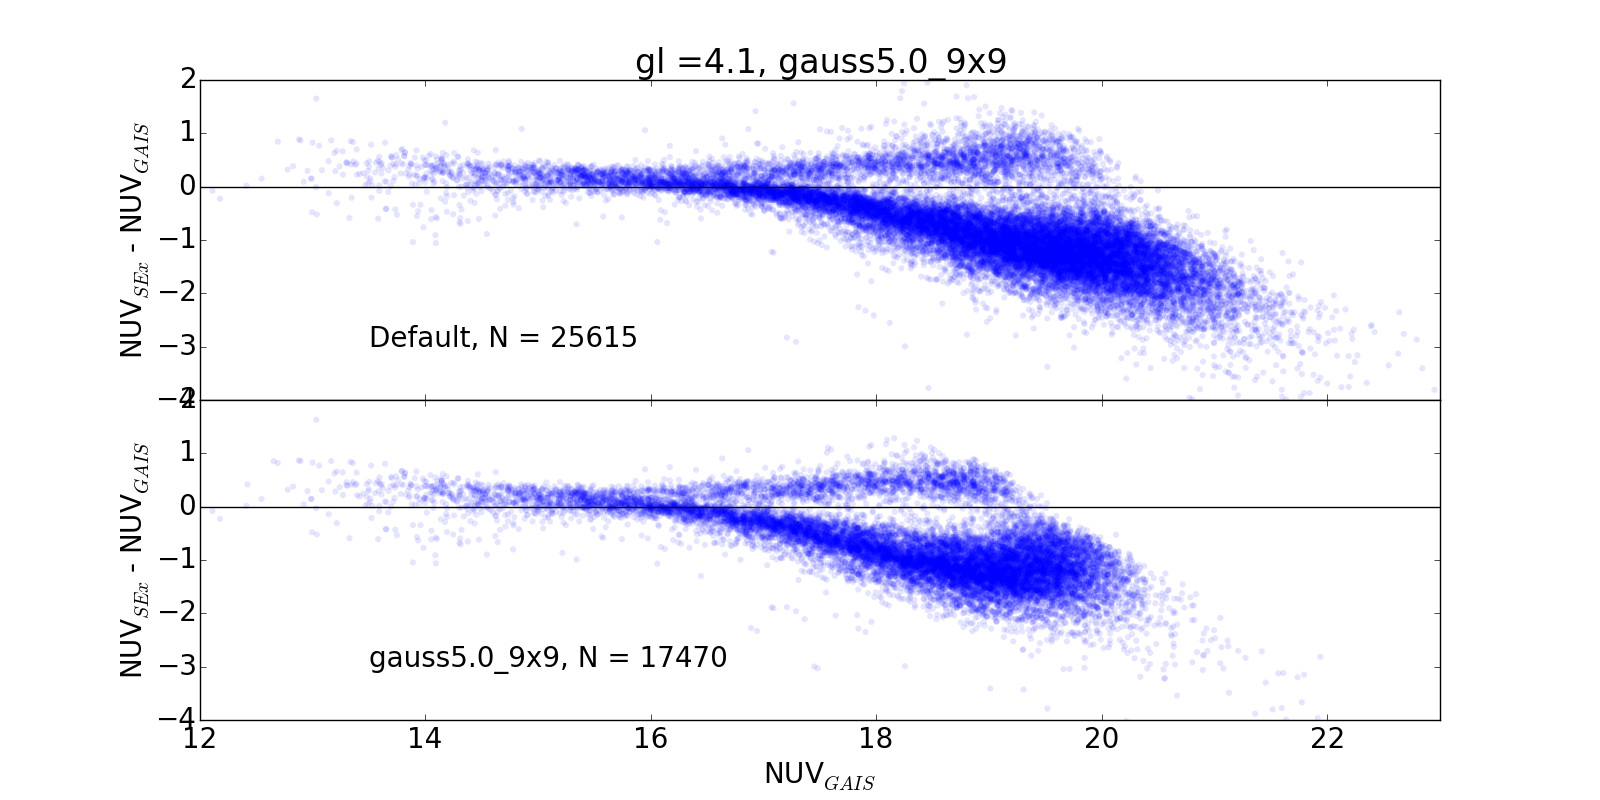 gl =4.1, gauss5.0_9x9
2
1
0
−1
−2
−3
−4
NUV_SEx - NUV_GAIS
Default, N = 25615
2
1
0
−1
−2
−3
−4
NUV_SEx - NUV_GAIS
gauss5.0_9x9, N = 17470
12 14 16 18 20 22
NUV_GAIS